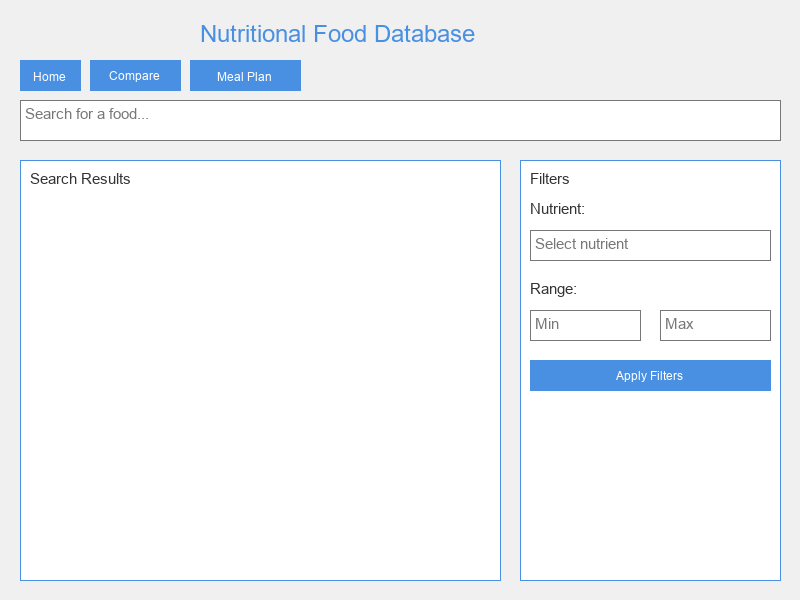 Nutritional Food Database
Home Compare Meal Plan
Search for a food...
Search Results
Filters
Nutrient:
Select nutrient
Range:
Min Max
Apply Filters